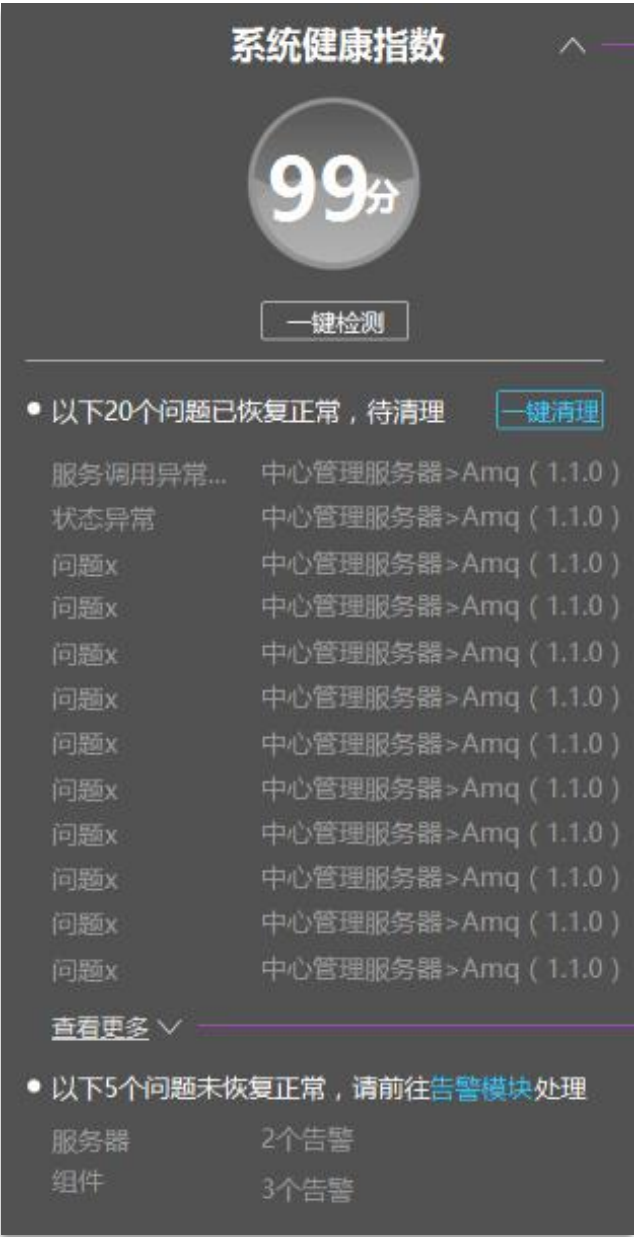 系统健康指数
99分
一键检测
以下20个问题已恢复正常，待清理 一键清理
服务调用异常... 中心管理服务器>Amq（1.1.0）
状态异常 中心管理服务器>Amq（1.1.0）
问题x 中心管理服务器>Amq（1.1.0）
问题x 中心管理服务器>Amq（1.1.0）
问题x 中心管理服务器>Amq（1.1.0）
问题x 中心管理服务器>Amq（1.1.0）
问题x 中心管理服务器>Amq（1.1.0）
问题x 中心管理服务器>Amq（1.1.0）
问题x 中心管理服务器>Amq（1.1.0）
问题x 中心管理服务器>Amq（1.1.0）
问题x 中心管理服务器>Amq（1.1.0）
问题x 中心管理服务器>Amq（1.1.0）
查看更多
以下5个问题未恢复正常，请前往告警模块处理
服务器 2个告警
组件 3个告警